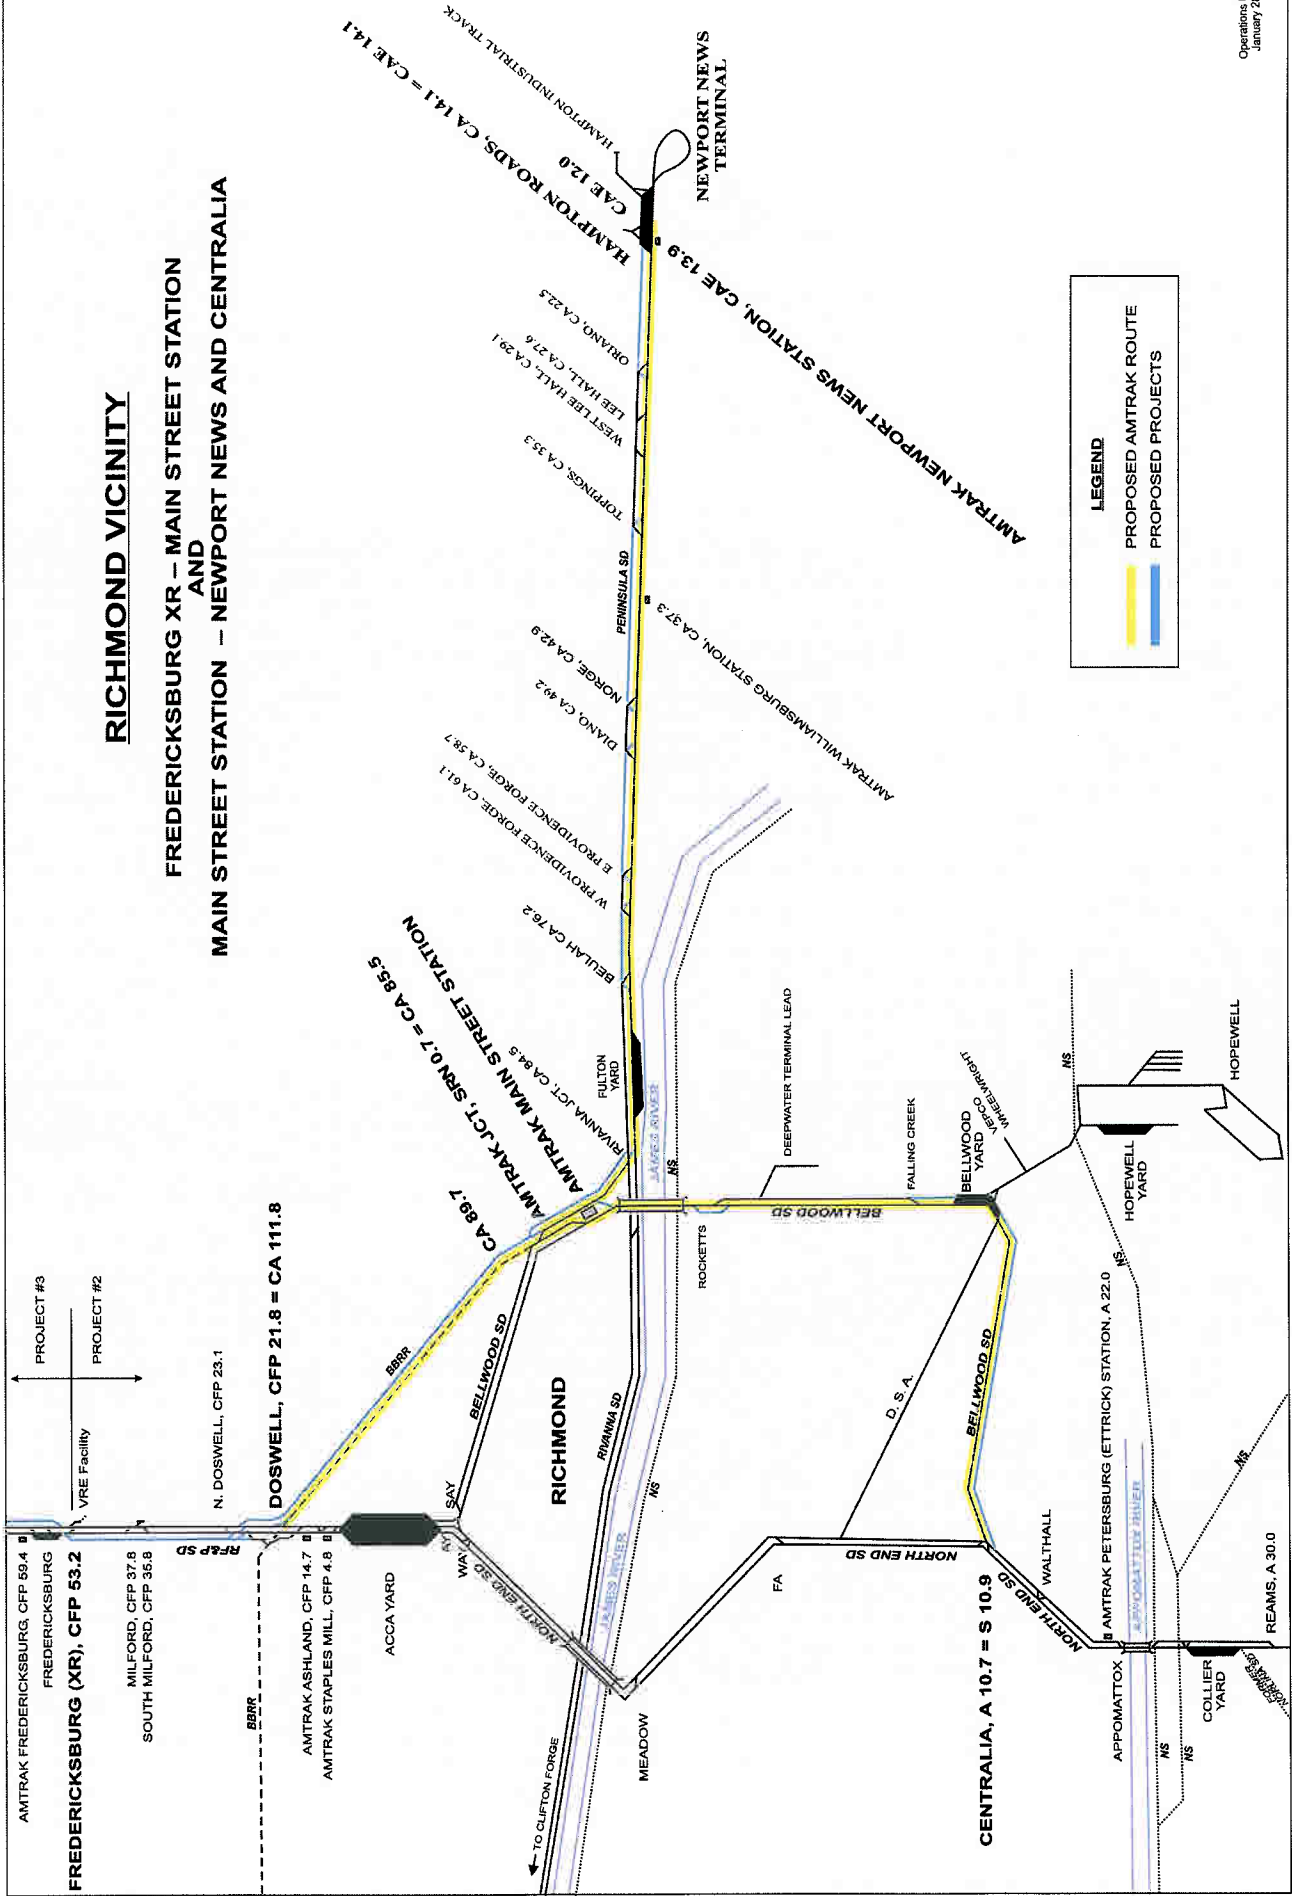 RICHMOND VICINITY
FREDERICKSBURG XR – MAIN STREET STATION
AND
MAIN STREET STATION – NEWPORT NEWS AND CENTRALIA
PROJECT #3
PROJECT #2
AMTRAK FREDERICKSBURG, CFP 59.4
FREDERICKSBURG
VRE Facility
FREDERICKSBURG (XR), CFP 53.2
MILFORD, CFP 37.8
SOUTH MILFORD, CFP 35.8
N. DOSWELL, CFP 23.1
RF&P SD
DOSWELL, CFP 21.8 = CA 111.8
BBRR
BBRR
AMTRAK ASHLAND, CFP 14.7
AMTRAK STAPLES MILL, CFP 4.8
ACCA YARD
AY
SAY
WAY
BELLWOOD SD
NORTH END SD
CA 89.7
AMTRAK JCT, SRN 0.7 = CA 85.5
AMTRAK MAIN STREET STATION
RIVANNA JCT, CA 84.5
FULTON
YARD
BEULAH CA 76.2
W PROVIDENCE FORGE, CA 61.1
E PROVIDENCE FORGE, CA 58.7
DIANO, CA 49.2
NORGE, CA 42.9
PENINSULA SD
AMTRAK WILLIAMSBURG STATION, CA 37.3
TOPPINGS, CA 35.3
WEST LEE HALL, CA 29.1
LEE HALL, CA 27.6
ORIANO, CA 22.5
HAMPTON ROADS, CA 14.1 = CAE 14.1
CAE 12.0
HAMPTON INDUSTRIAL TRACK
NEWPORT NEWS
TERMINAL
AMTRAK NEWPORT NEWS STATION, CAE 13.9
RICHMOND
RIVANNA SD
JAMES RIVER
JAMES RIVER
NS
NS
TO CLIFTON FORGE
MEADOW
ROCKETTS
DEEPWATER TERMINAL LEAD
BELLWOOD SD
FALLING CREEK
BELLWOOD
YARD
VEPCO
WHEELWRIGHT
NS
HOPEWELL
YARD
HOPEWELL
FA
D. S. A.
NORTH END SD
BELLWOOD SD
CENTRALIA, A 10.7 = S 10.9
NORTH END SD
WALTHALL
AMTRAK PETERSBURG (ETTRICK) STATION, A 22.0
NS
APPOMATTOX
APPOMATTOX RIVER
NS
NS
NS
COLLIER
YARD
FORMER
NORLINA SD
REAMS, A 30.0
LEGEND
PROPOSED AMTRAK ROUTE
PROPOSED PROJECTS
Operations
January